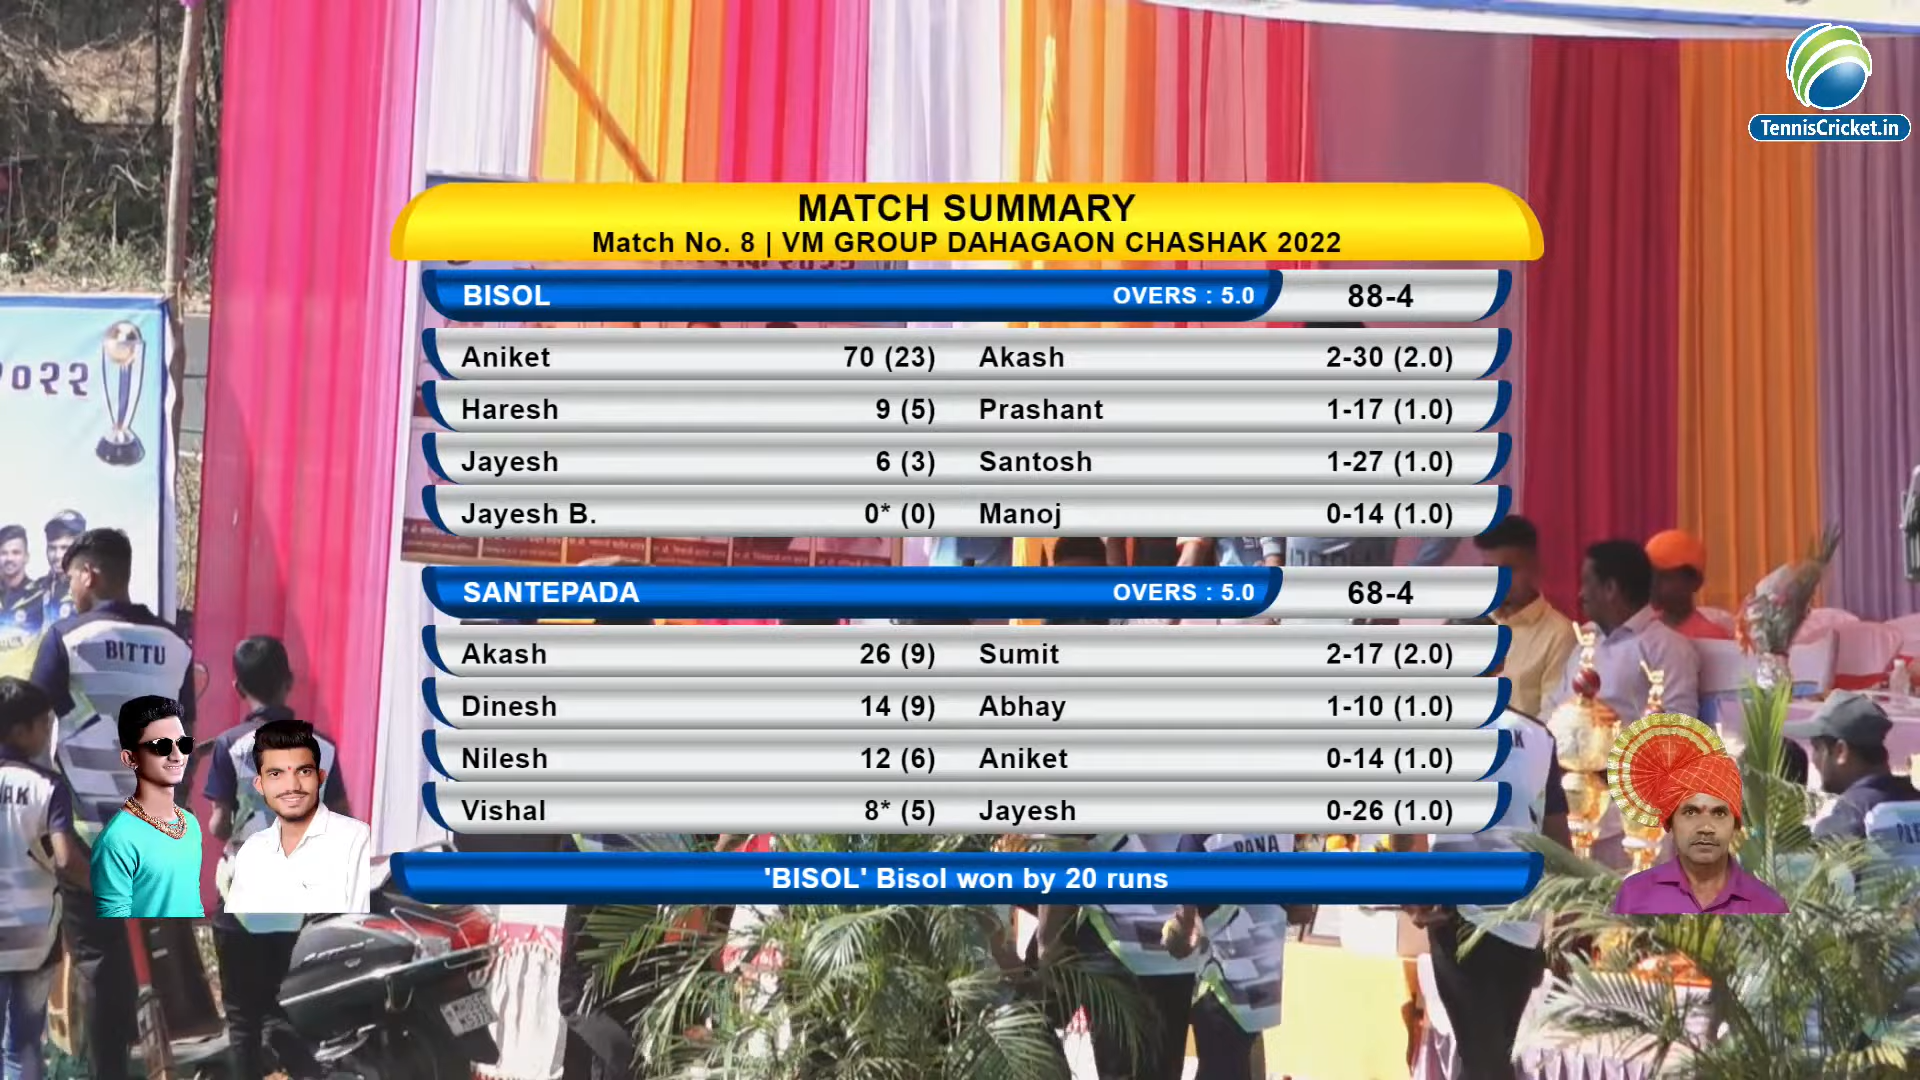 TennisCricket.in
MATCH SUMMARY
Match No. 8 | VM GROUP DAHAGAON CHASHAK 2022
BISOL OVERS : 5.0 88-4
Aniket 70 (23) Akash 2-30 (2.0)
Haresh 9 (5) Prashant 1-17 (1.0)
Jayesh 6 (3) Santosh 1-27 (1.0)
Jayesh B. 0* (0) Manoj 0-14 (1.0)
SANTEPADA OVERS : 5.0 68-4
Akash 26 (9) Sumit 2-17 (2.0)
Dinesh 14 (9) Abhay 1-10 (1.0)
Nilesh 12 (6) Aniket 0-14 (1.0)
Vishal 8* (5) Jayesh 0-26 (1.0)
'BISOL' Bisol won by 20 runs
०२२
BITTU